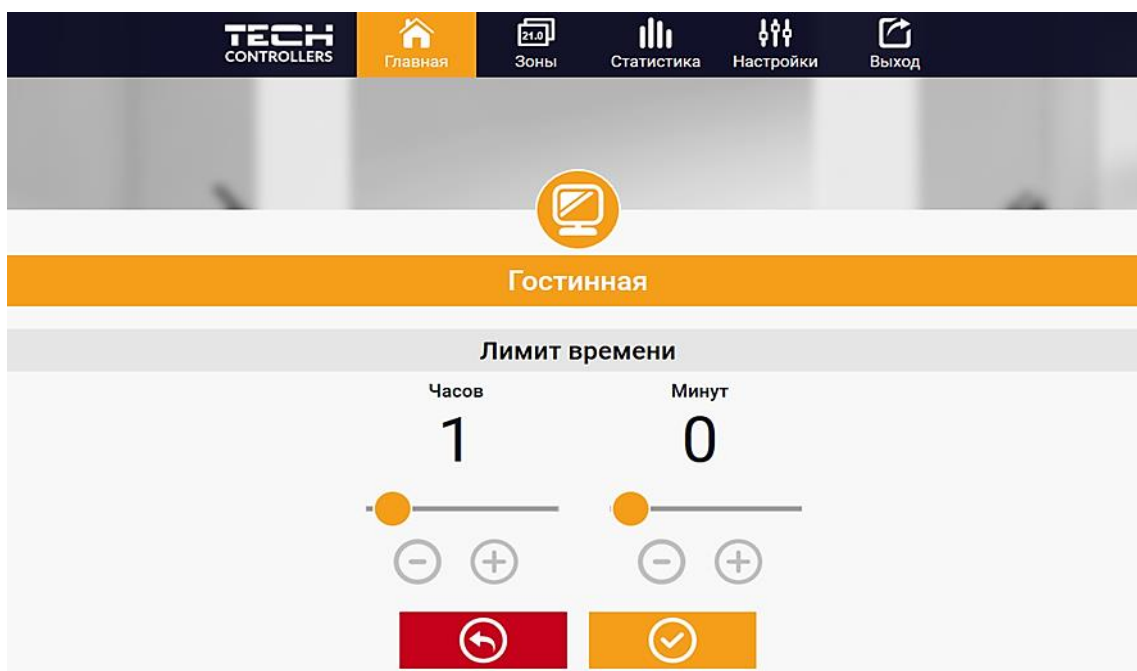 TECH
CONTROLLERS
Главная
21.0
Зоны
Статистика
Настройки
Выход
Гостинная
Лимит времени
Часов
Минут
1
0